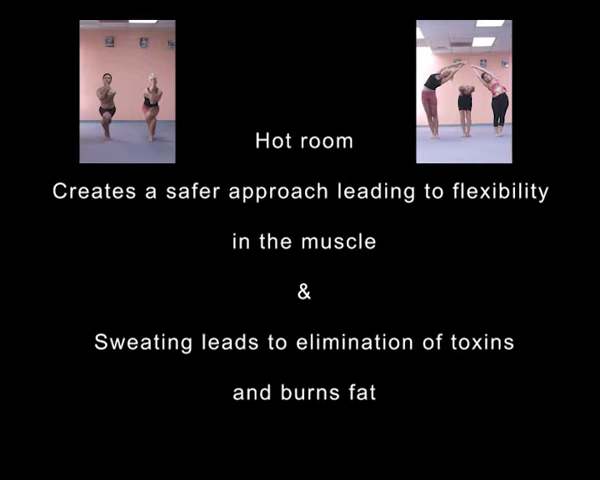 Hot room
Creates a safer approach leading to flexibility
in the muscle
&
Sweating leads to elimination of toxins
and burns fat